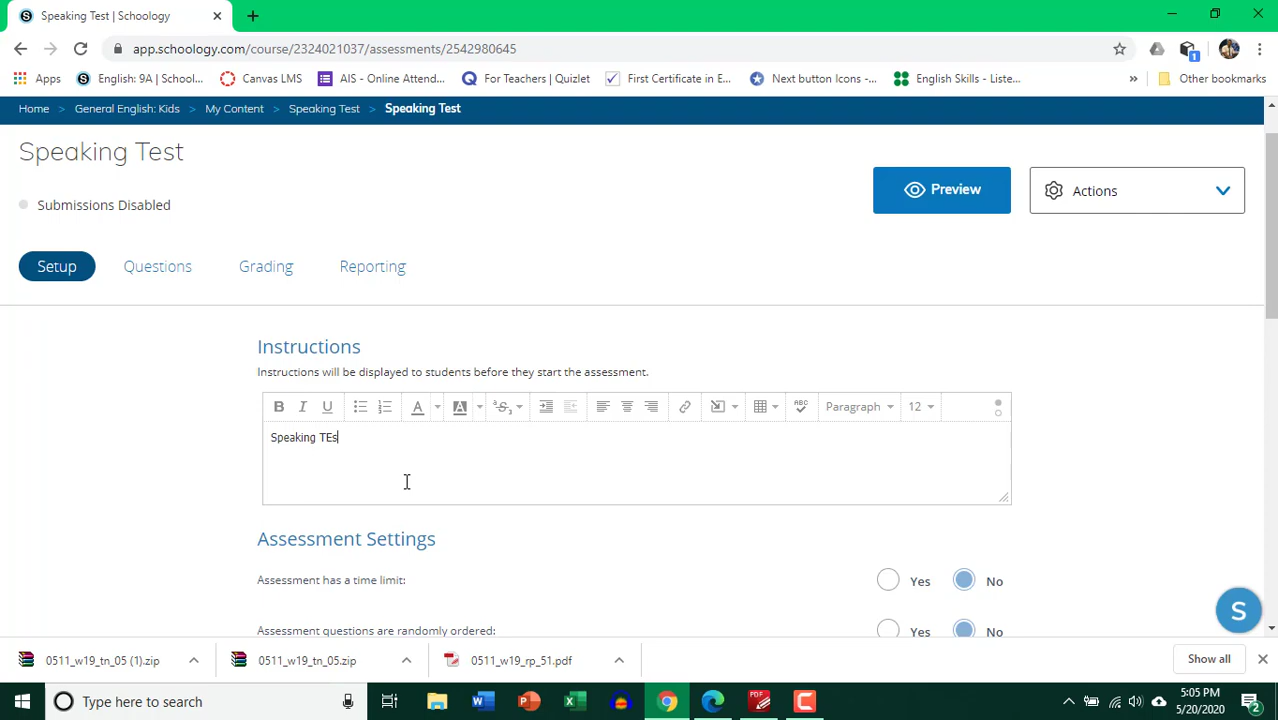 Speaking Test | Schoology
app.schoology.com/course/2324021037/assessments/2542980645
Apps English: 9A | School... Canvas LMS AIS - Online Attend... For Teachers | Quizlet First Certificate in E... Next button Icons -... English Skills - Liste... » Other bookmarks
Home > General English: Kids > My Content > Speaking Test > Speaking Test
Speaking Test
Preview Actions
Submissions Disabled
Setup Questions Grading Reporting
Instructions
Instructions will be displayed to students before they start the assessment.
B I U A A S ABC Paragraph 12
Speaking TEs
Assessment Settings
Assessment has a time limit: Yes No
Assessment questions are randomly ordered: Yes No
S
0511_w19_tn_05 (1).zip 0511_w19_tn_05.zip 0511_w19_rp_51.pdf Show all
Type here to search
5:05 PM
5/20/2020
2